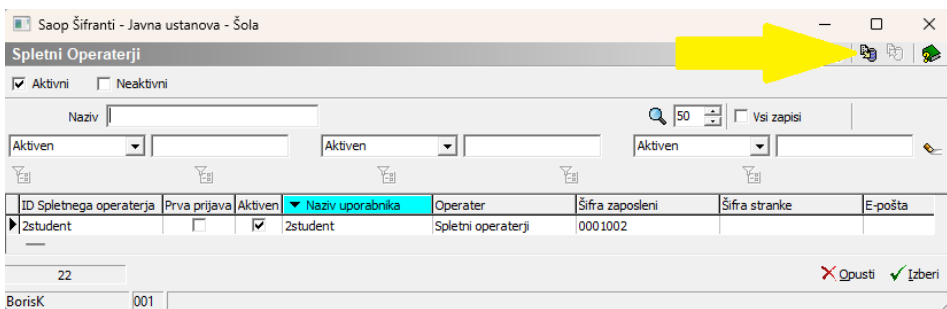 Saop Šifranti - Javna ustanova - Šola
Spletni Operaterji
Aktivni Neaktivni
Naziv 50 Vsi zapisi
Aktiven Aktiven Aktiven
ID Spletnega operaterja Prva prijava Aktiven Naziv uporabnika Operater Šifra zaposleni Šifra stranke E-pošta
2student 2student Spletni operaterji 0001002
22 Opusti Izberi
BorisK 001